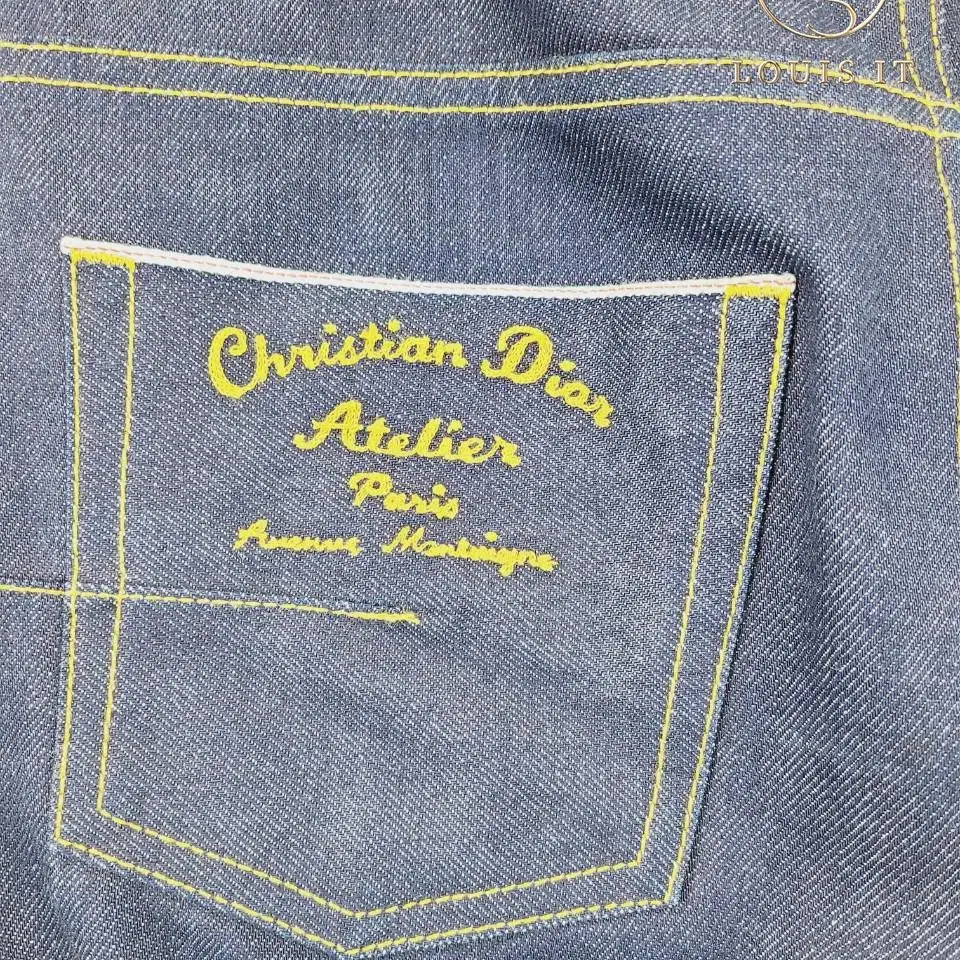 LOUIS IT
Christian Dior
Atelier
Paris
Avenue Montaigne